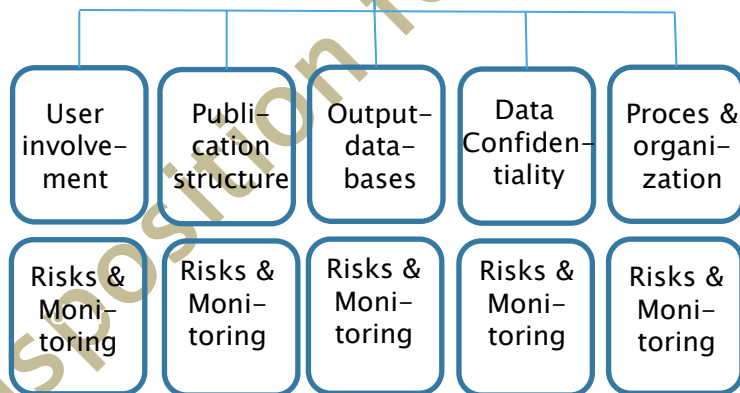 User
involve–
ment
Publi–
cation
structure
Output–
data–
bases
Data
Confiden–
tiality
Proces &
organi–
zation
Risks &
Moni–
toring
Risks &
Moni–
toring
Risks &
Moni–
toring
Risks &
Moni–
toring
Risks &
Moni–
toring